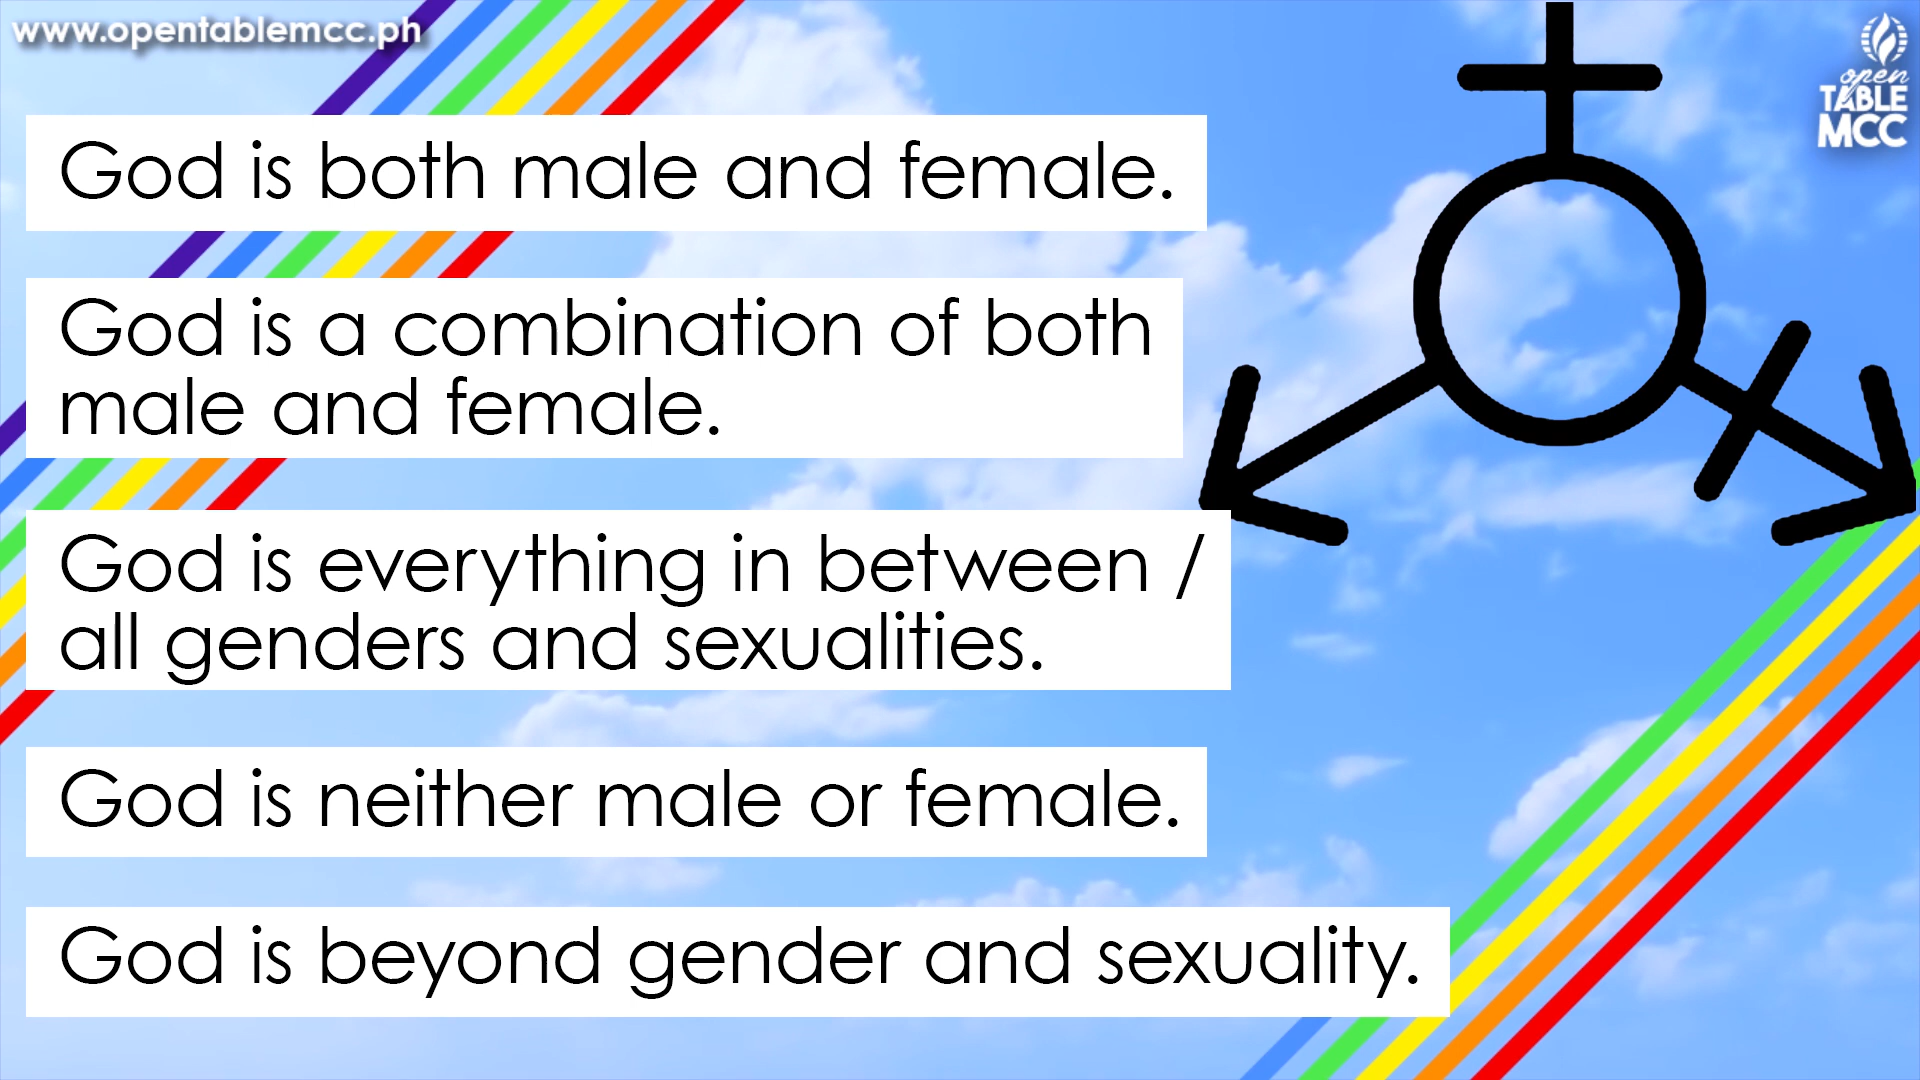 www.opentablemcc.ph
open
TABLE
MCC
God is both male and female.
God is a combination of both
male and female.
God is everything in between /
all genders and sexualities.
God is neither male or female.
God is beyond gender and sexuality.